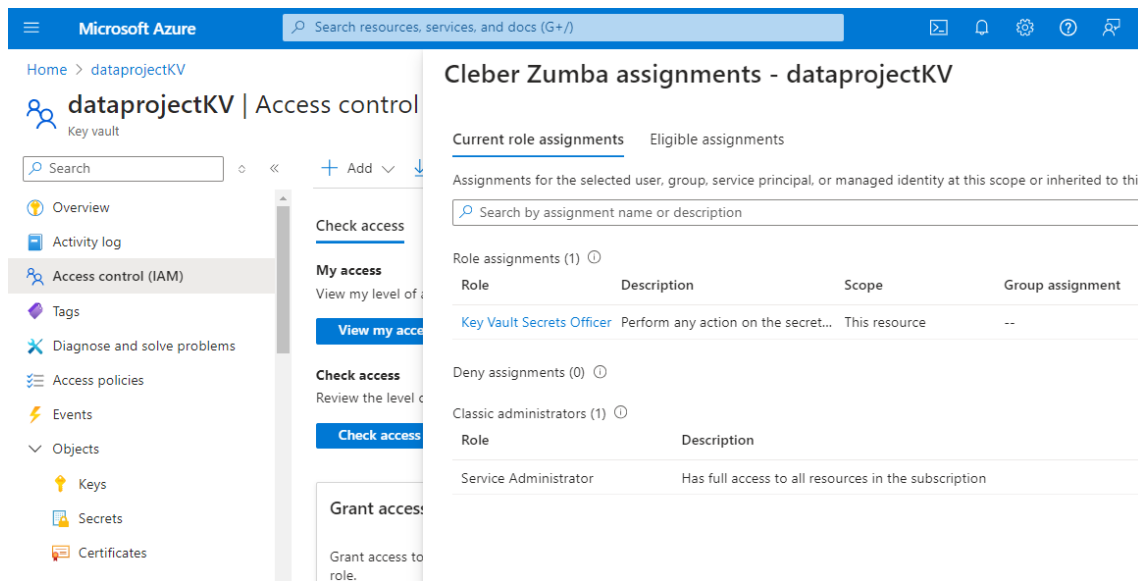 Microsoft Azure
Search resources, services, and docs (G+/)
Home > dataprojectKV
dataprojectKV | Access control
Key vault
Search
Overview
Activity log
Access control (IAM)
Tags
Diagnose and solve problems
Access policies
Events
Objects
Keys
Secrets
Certificates
Add
Check access
My access
View my level of
View my acce
Check access
Review the level
Check access
Grant access
Grant access to
role.
Cleber Zumba assignments - dataprojectKV
Current role assignments Eligible assignments
Assignments for the selected user, group, service principal, or managed identity at this scope or inherited to thi
Search by assignment name or description
Role assignments (1)
Role Description Scope Group assignment
Key Vault Secrets Officer Perform any action on the secret... This resource --
Deny assignments (0)
Classic administrators (1)
Role Description
Service Administrator Has full access to all resources in the subscription